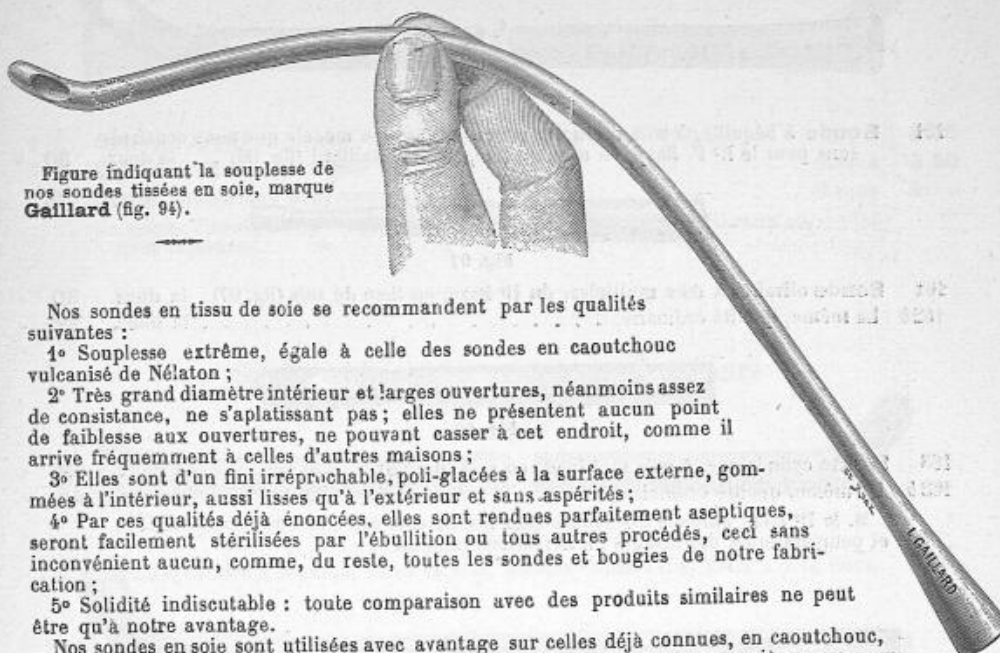 Figure indiquant la souplesse de
nos sondes tissées en soie, marque
Gaillard (fig. 94).
Nos sondes en tissu de soie se recommandent par les qualités
suivantes :
1º Souplesse extrême, égale à celle des sondes en caoutchouc
vulcanisé de Nélaton ;
2º Très grand diamètre intérieur et larges ouvertures, néanmoins assez
de consistance, ne s'aplatissant pas ; elles ne présentent aucun point
de faiblesse aux ouvertures, ne pouvant casser à cet endroit, comme il
arrive fréquemment à celles d'autres maisons ;
3º Elles sont d'un fini irréprochable, poli-glacées à la surface externe, gom-
mées à l'intérieur, aussi lisses qu'à l'extérieur et sans aspérités ;
4º Par ces qualités déjà énoncées, elles sont rendues parfaitement aseptiques,
seront facilement stérilisées par l'ébullition ou tous autres procédés, ceci sans
inconvénient aucun, comme, du reste, toutes les sondes et bougies de notre fabri-
cation ;
5º Solidité indiscutable : toute comparaison avec des produits similaires ne peut
être qu'à notre avantage.
Nos sondes en soie sont utilisées avec avantage sur celles déjà connues, en caoutchouc,
GAILLARD